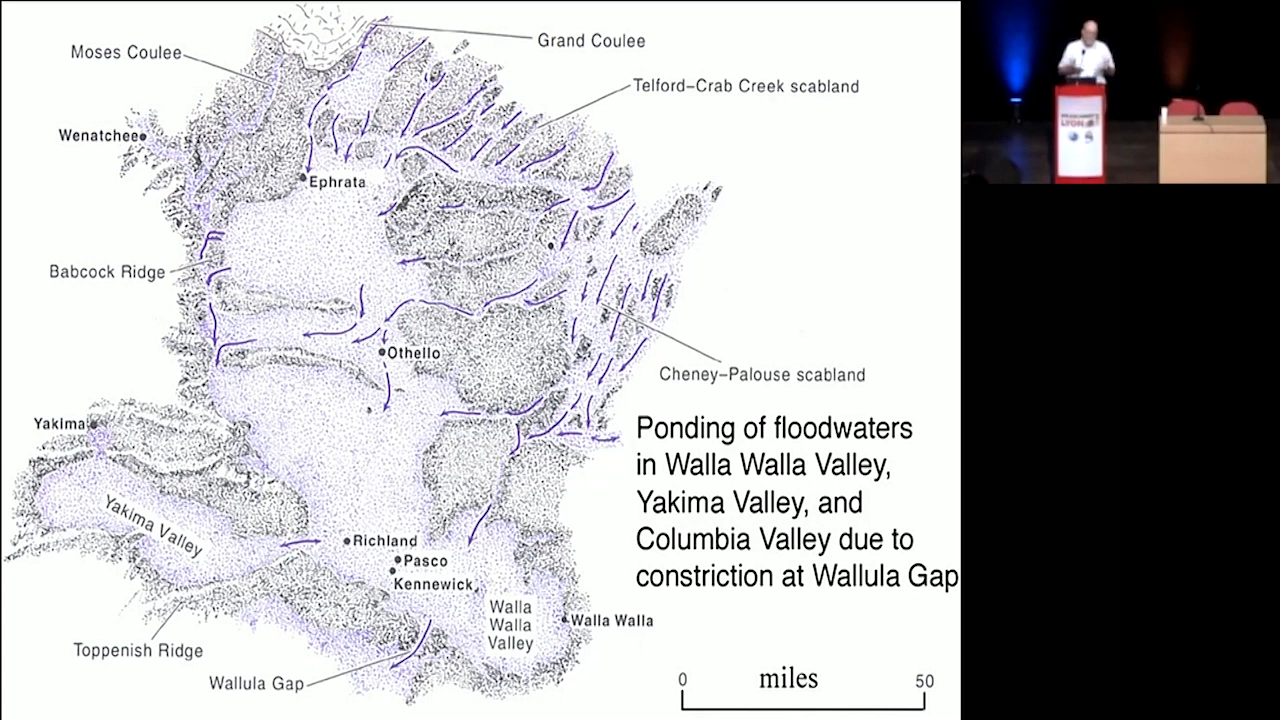 Grand Coulee
Moses Coulee
Telford–Crab Creek scabland
Wenatchee
Ephrata
Babcock Ridge
Othello
Cheney–Palouse scabland
Yakima
Ponding of floodwaters
in Walla Walla Valley,
Yakima Valley, and
Columbia Valley due to
constriction at Wallula Gap
Yakima Valley
Richland
Pasco
Kennewick
Walla
Walla
Valley
Walla Walla
Toppenish Ridge
Wallula Gap
0 miles 50
LYON